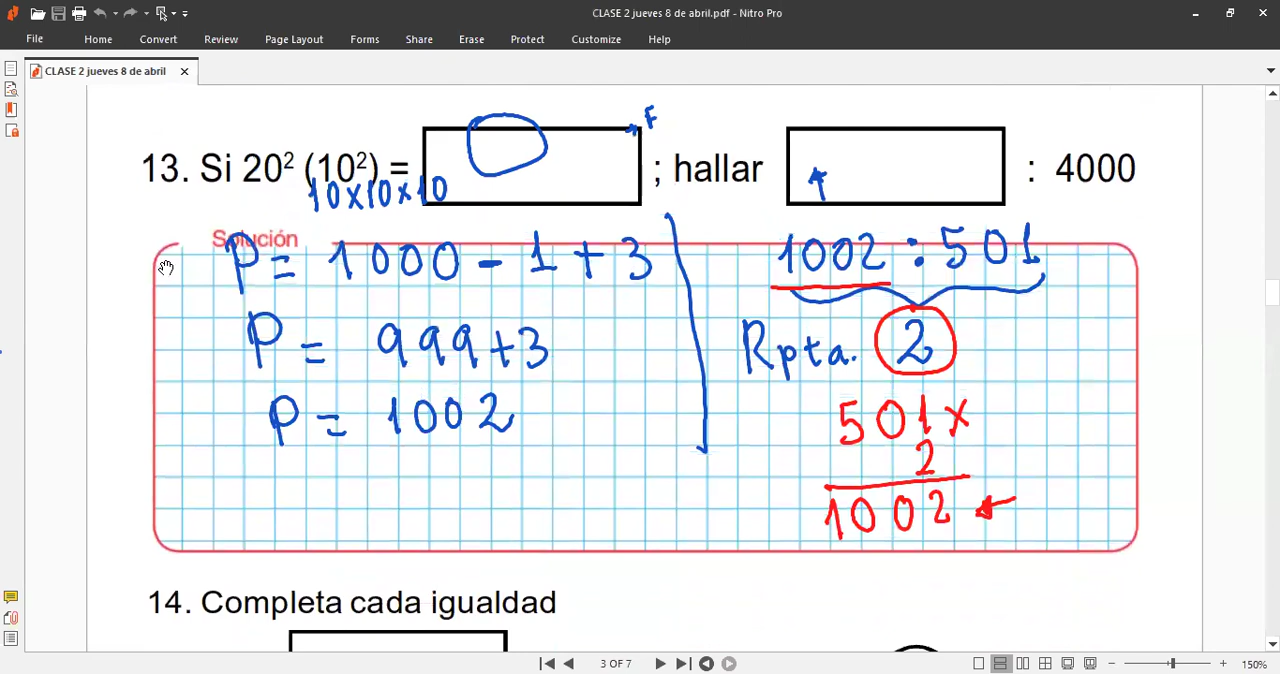 CLASE 2 jueves 8 de abril.pdf - Nitro Pro
File Home Convert Review Page Layout Forms Share Erase Protect Customize Help
CLASE 2 jueves 8 de abril
13. Si 20² (10²) = ; hallar : 4000
10x10x10
Solución
P = 1000 - 1 + 3
P = 999 + 3
P = 1002
1002 : 501
Rpta. 2
501 x
2
1002
14. Completa cada igualdad
3 OF 7
150%